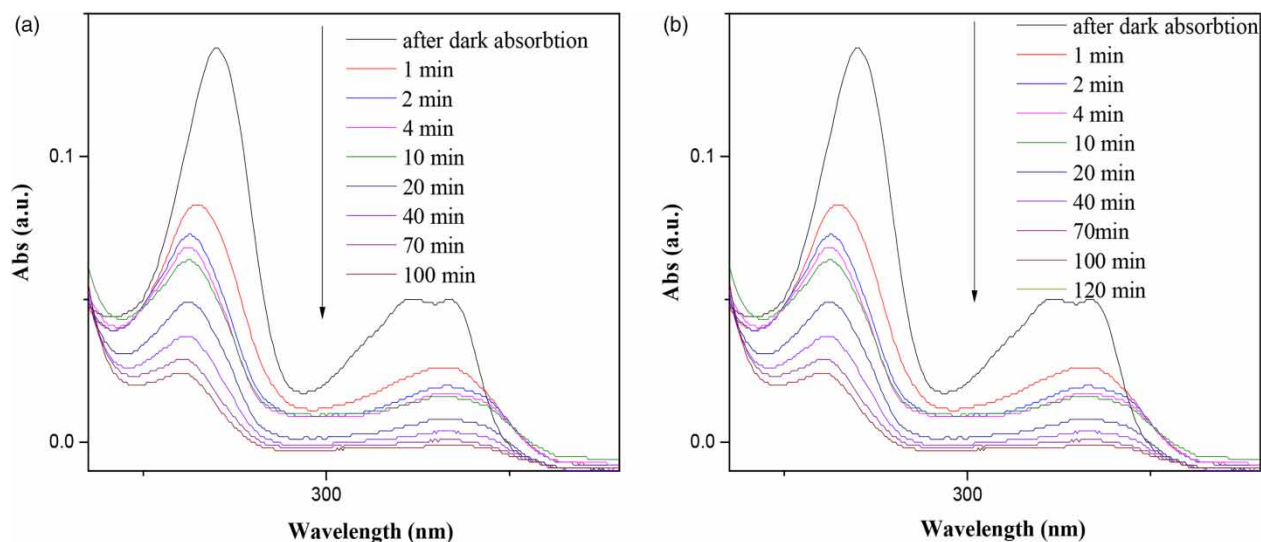 (a)
after dark absorbtion
1 min
2 min
4 min
10 min
20 min
40 min
70 min
100 min
0.1
0.0
Abs (a.u.)
300
Wavelength (nm)
(b)
after dark absorbtion
1 min
2 min
4 min
10 min
20 min
40 min
70min
100 min
120 min
0.1
0.0
Abs (a.u.)
300
Wavelength (nm)